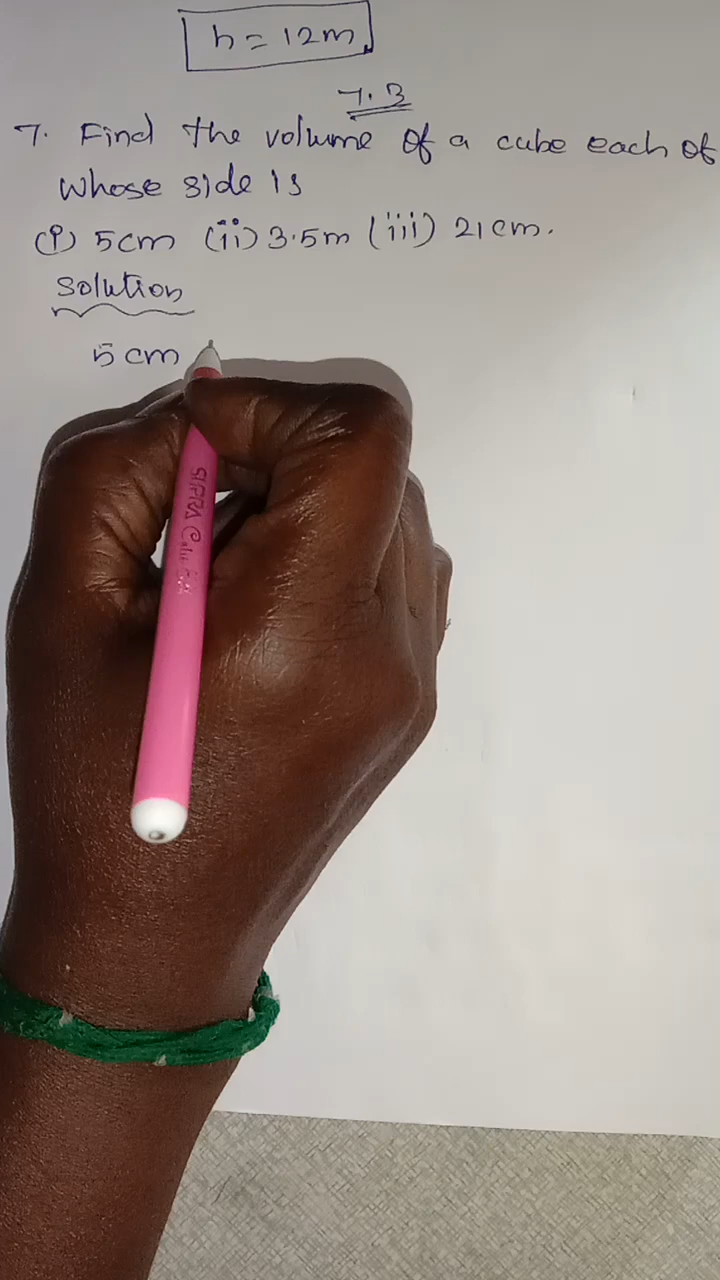 h = 12m
7.3
7. Find the volume of a cube each of
whose side is
(i) 5cm (ii) 3.5m (iii) 21cm.
Solution
5cm
SUPRA